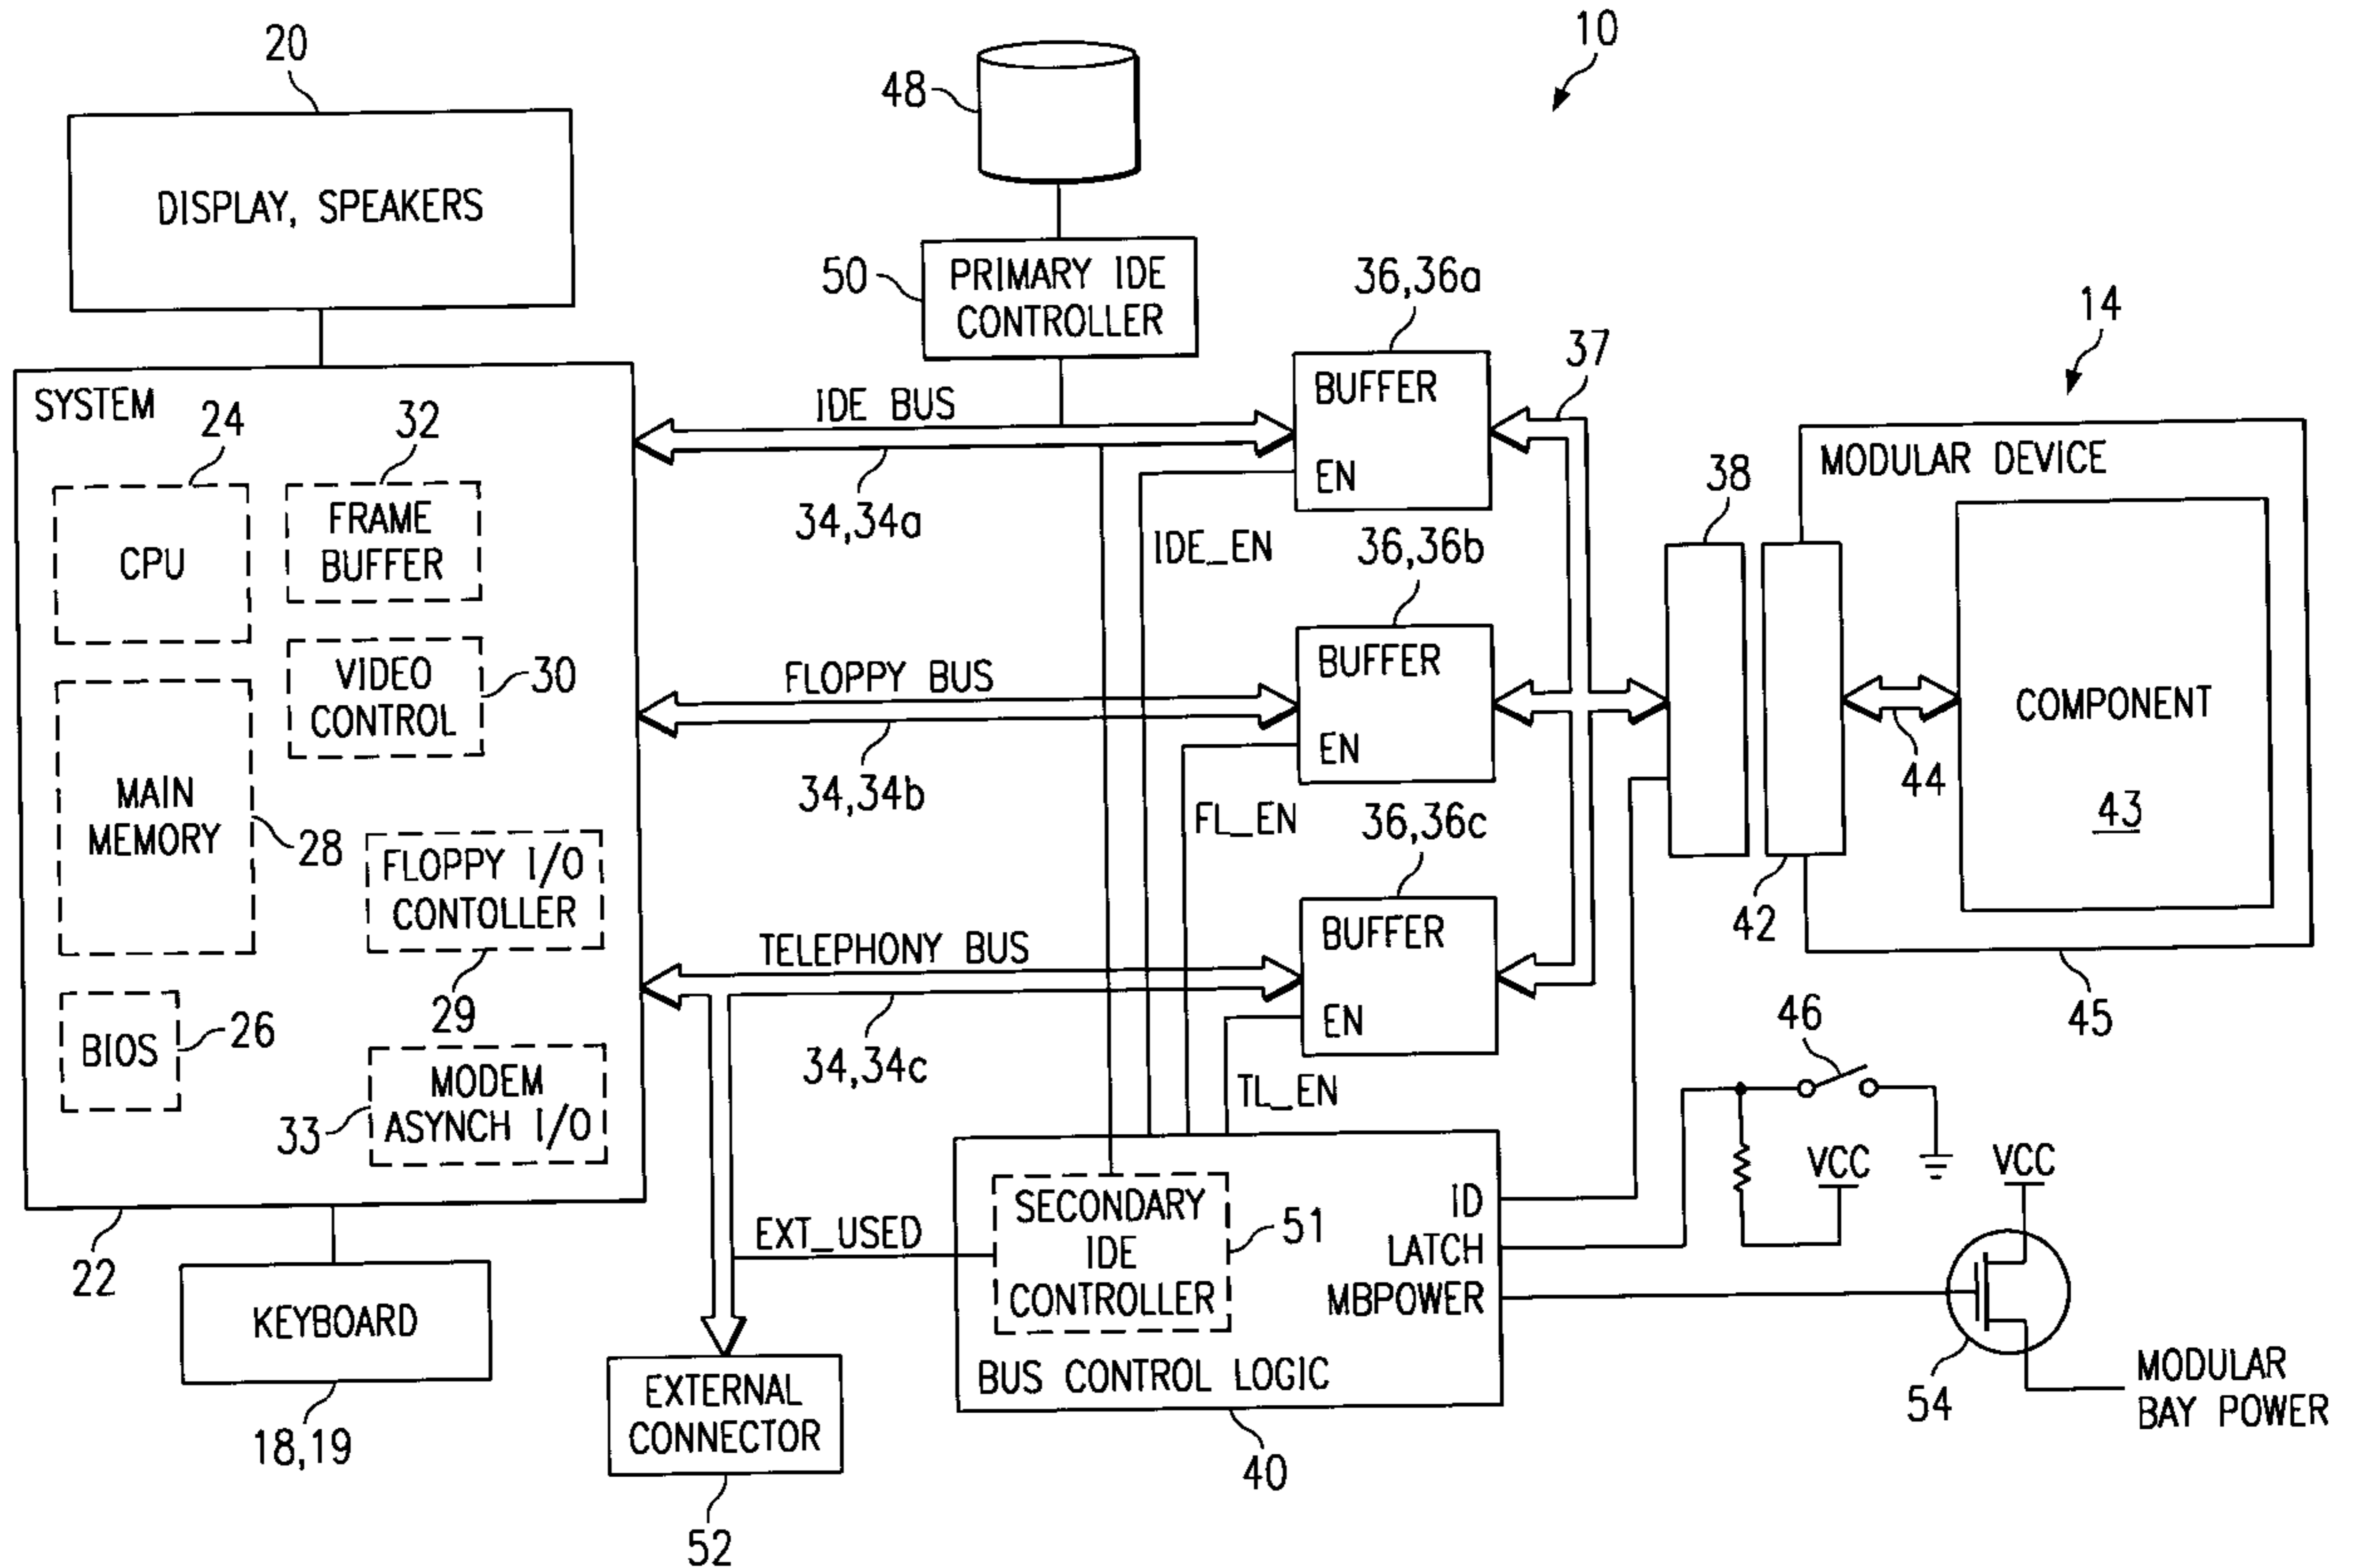 10
20
48
DISPLAY, SPEAKERS
50
PRIMARY IDE
CONTROLLER
36,36a
37
14
SYSTEM
24
32
IDE BUS
BUFFER
EN
34,34a
IDE_EN
38
MODULAR DEVICE
CPU
FRAME
BUFFER
36,36b
VIDEO
CONTROL
30
FLOPPY BUS
BUFFER
EN
34,34b
FL_EN
COMPONENT
44
43
MAIN
MEMORY
28
FLOPPY I/O
CONTOLLER
29
36,36c
42
45
TELEPHONY BUS
BUFFER
EN
34,34c
TL_EN
BIOS
26
MODEM
ASYNCH I/O
33
46
VCC
VCC
22
KEYBOARD
18,19
EXT_USED
SECONDARY
IDE
CONTROLLER
51
ID
LATCH
MBPOWER
BUS CONTROL LOGIC
40
EXTERNAL
CONNECTOR
52
54
MODULAR
BAY POWER